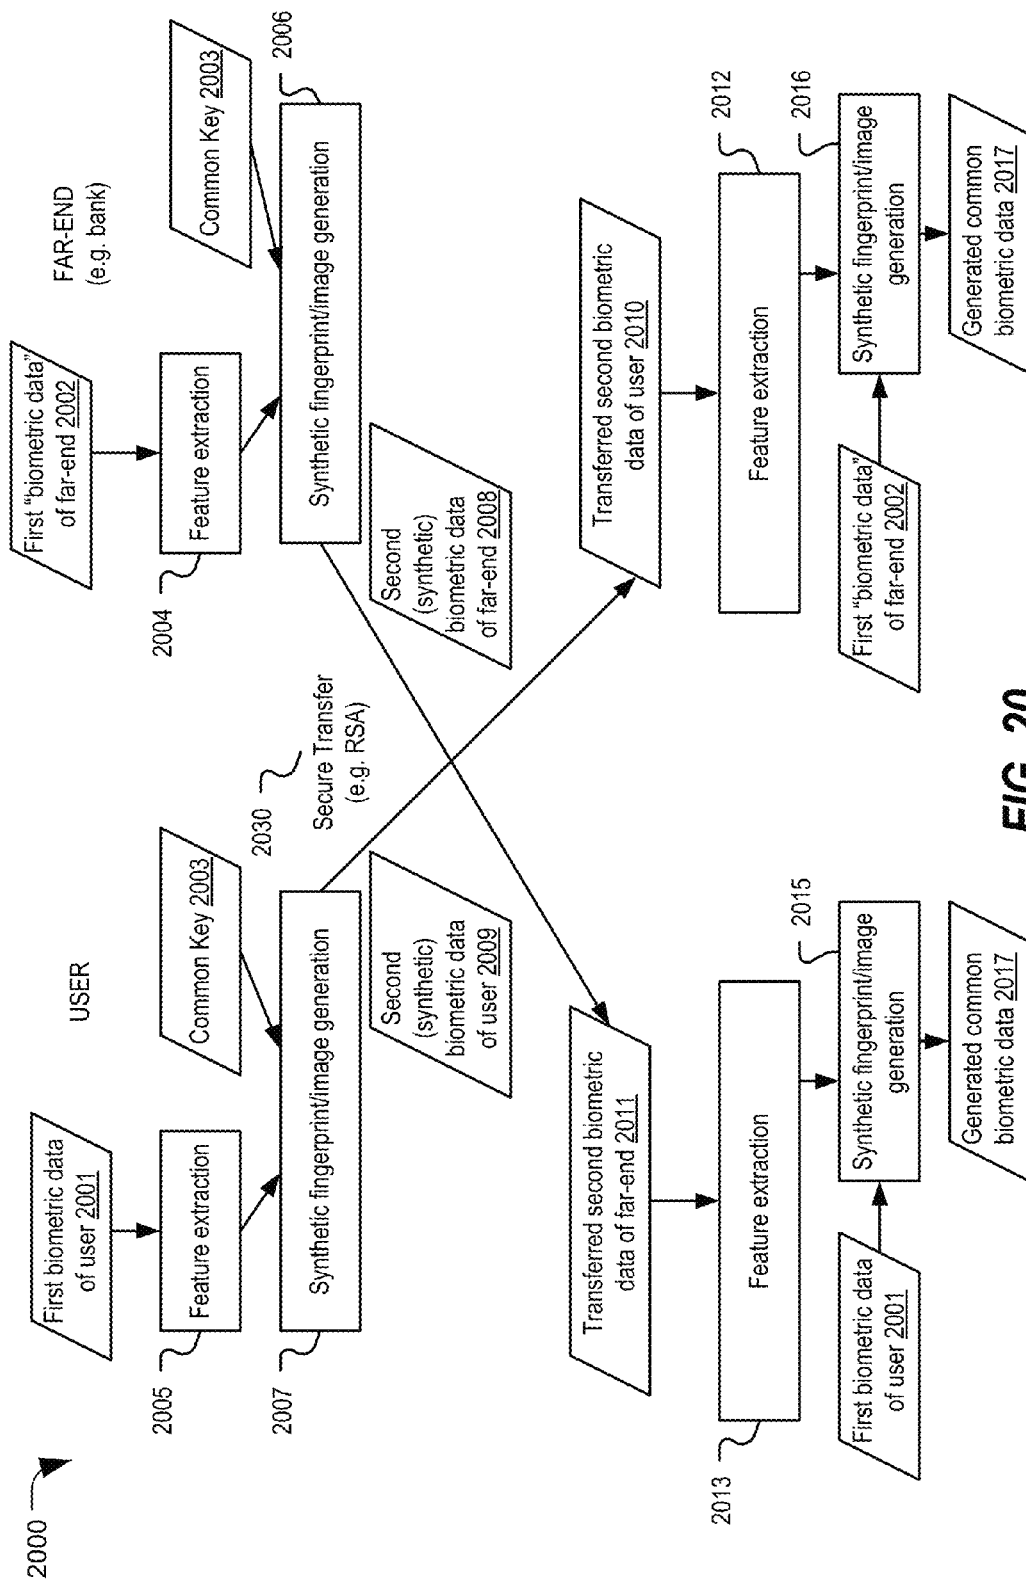 2000
USER
FAR-END
(e.g. bank)
First biometric data
of user 2001
First “biometric data”
of far-end 2002
Common Key 2003
Common Key 2003
Feature extraction
2005
Feature extraction
2004
Synthetic fingerprint/image generation
2007
Synthetic fingerprint/image generation
2006
2030
Secure Transfer
(e.g. RSA)
Second
(synthetic)
biometric data
of user 2009
Second
(synthetic)
biometric data
of far-end 2008
Transferred second biometric
data of far-end 2011
Transferred second biometric
data of user 2010
Feature extraction
2013
Feature extraction
2012
First biometric data
of user 2001
Synthetic fingerprint/image
generation
2015
First “biometric data”
of far-end 2002
Synthetic fingerprint/image
generation
2016
Generated common
biometric data 2017
Generated common
biometric data 2017
FIG. 20